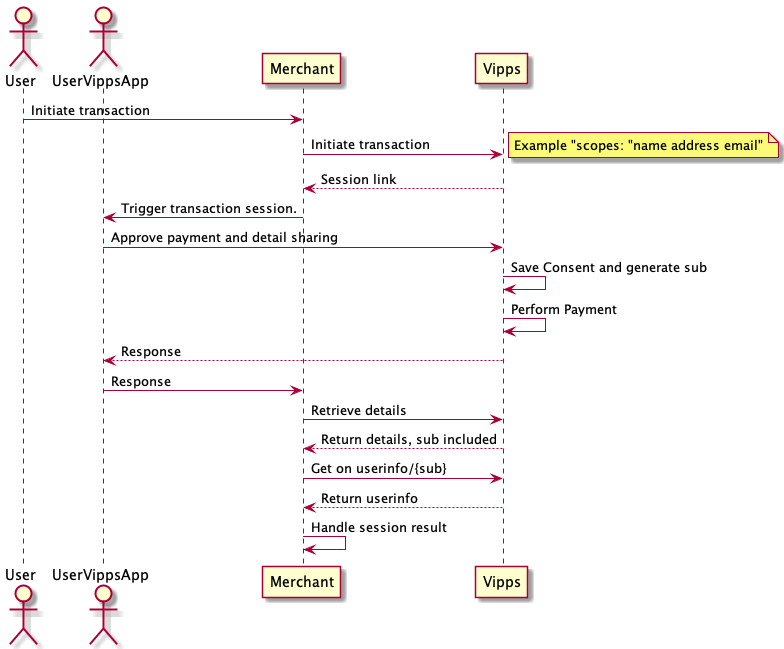 User
UserVippsApp
Merchant
Vipps
Initiate transaction
Initiate transaction
Example "scopes: "name address email"
Session link
Trigger transaction session.
Approve payment and detail sharing
Save Consent and generate sub
Perform Payment
Response
Response
Retrieve details
Return details, sub included
Get on userinfo/{sub}
Return userinfo
Handle session result
User
UserVippsApp
Merchant
Vipps